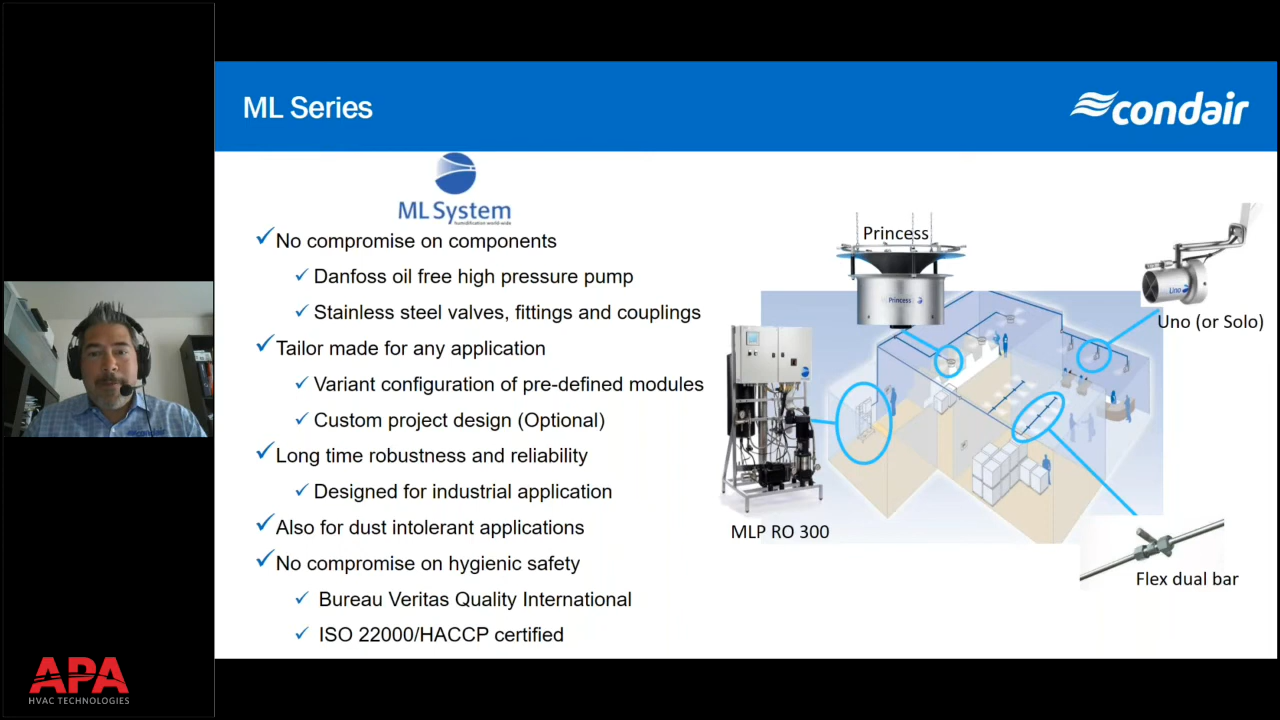 ML Series
condair
ML System
humidification world-wide
No compromise on components
Danfoss oil free high pressure pump
Stainless steel valves, fittings and couplings
Tailor made for any application
Variant configuration of pre-defined modules
Custom project design (Optional)
Long time robustness and reliability
Designed for industrial application
Also for dust intolerant applications
No compromise on hygienic safety
Bureau Veritas Quality International
ISO 22000/HACCP certified
Princess
Princess
Uno
Uno (or Solo)
MLP RO 300
Flex dual bar
condair
APA
HVAC TECHNOLOGIES